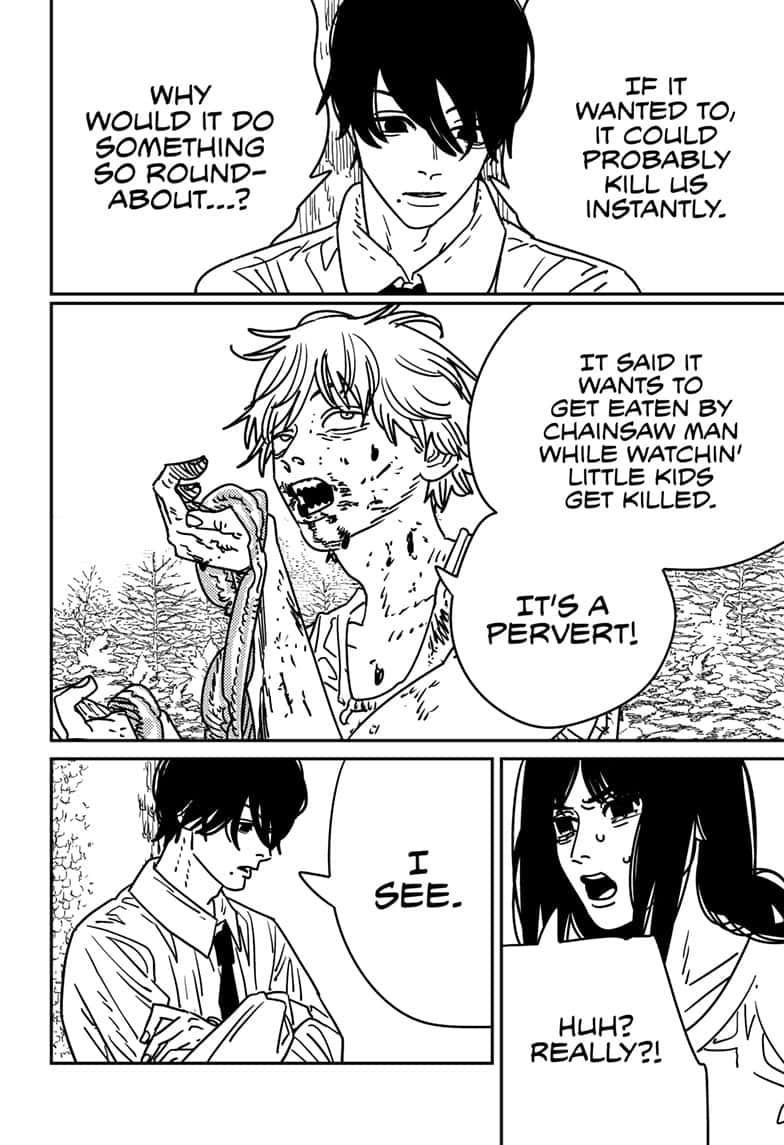 IF IT
WANTED TO,
IT COULD
PROBABLY
KILL US
INSTANTLY.
WHY
WOULD IT DO
SOMETHING
SO ROUND-
ABOUT...?
IT SAID IT
WANTS TO
GET EATEN BY
CHAINSAW MAN
WHILE WATCHIN'
LITTLE KIDS
GET KILLED.
IT'S A
PERVERT!
HUH?
REALLY?!
I
SEE.